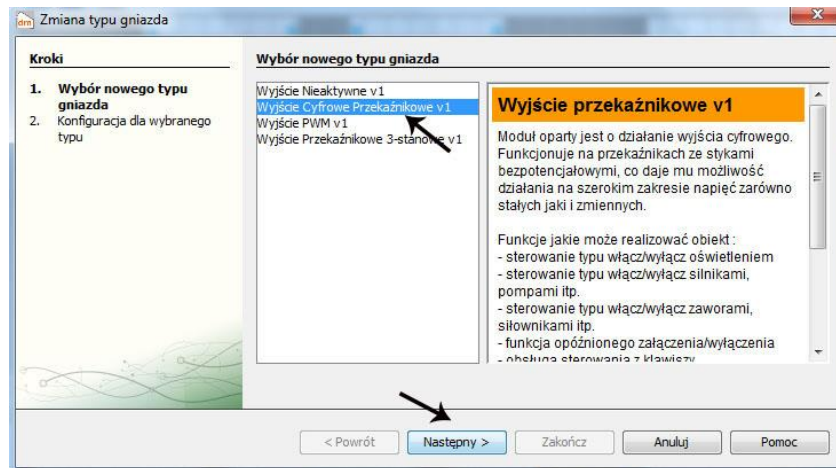 drm Zmiana typu gniazda
Kroki
1. Wybór nowego typu
gniazda
2. Konfiguracja dla wybranego
typu
Wybór nowego typu gniazda
Wyjście Nieaktywne v1
Wyjście Cyfrowe Przekaźnikowe v1
Wyjście PWM v1
Wyjście Przekaźnikowe 3-stanowe v1
Wyjście przekaźnikowe v1
Moduł oparty jest o działanie wyjścia cyfrowego.
Funkcjonuje na przekaźnikach ze stykami
bezpotencjałowymi, co daje mu możliwość
działania na szerokim zakresie napięć zarówno
stałych jaki i zmiennych.
Funkcje jakie może realizować obiekt :
- sterowanie typu włącz/wyłącz oświetleniem
- sterowanie typu włącz/wyłącz silnikami,
pompami itp.
- sterowanie typu włącz/wyłącz zaworami,
siłownikami itp.
- funkcja opóźnionego załączenia/wyłączenia
- obsługa sterowania z klawiszy
< Powrót Następny > Zakończ Anuluj Pomoc